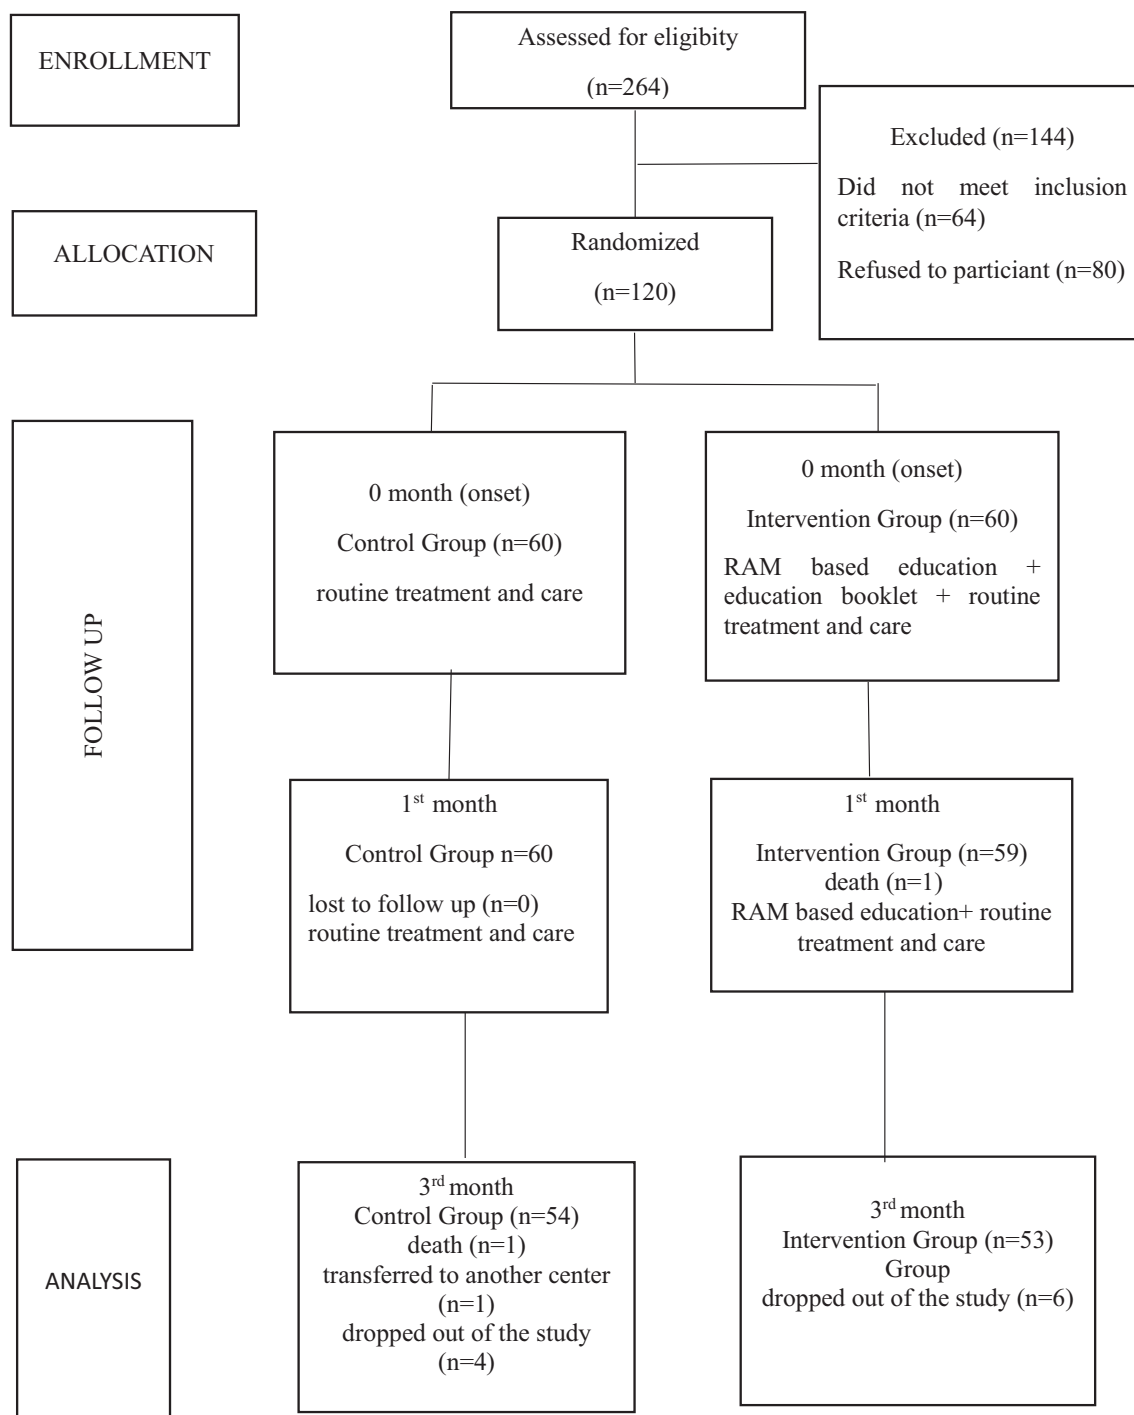 ENROLLMENT
Assessed for eligibity
(n=264)
Excluded (n=144)
Did not meet inclusion
criteria (n=64)
Refused to particiant (n=80)
ALLOCATION
Randomized
(n=120)
FOLLOW UP
0 month (onset)
Control Group (n=60)
routine treatment and care
0 month (onset)
Intervention Group (n=60)
RAM based education +
education booklet + routine
treatment and care
1st month
Control Group n=60
lost to follow up (n=0)
routine treatment and care
1st month
Intervention Group (n=59)
death (n=1)
RAM based education+ routine
treatment and care
ANALYSIS
3rd month
Control Group (n=54)
death (n=1)
transferred to another center
(n=1)
dropped out of the study
(n=4)
3rd month
Intervention Group (n=53)
Group
dropped out of the study (n=6)